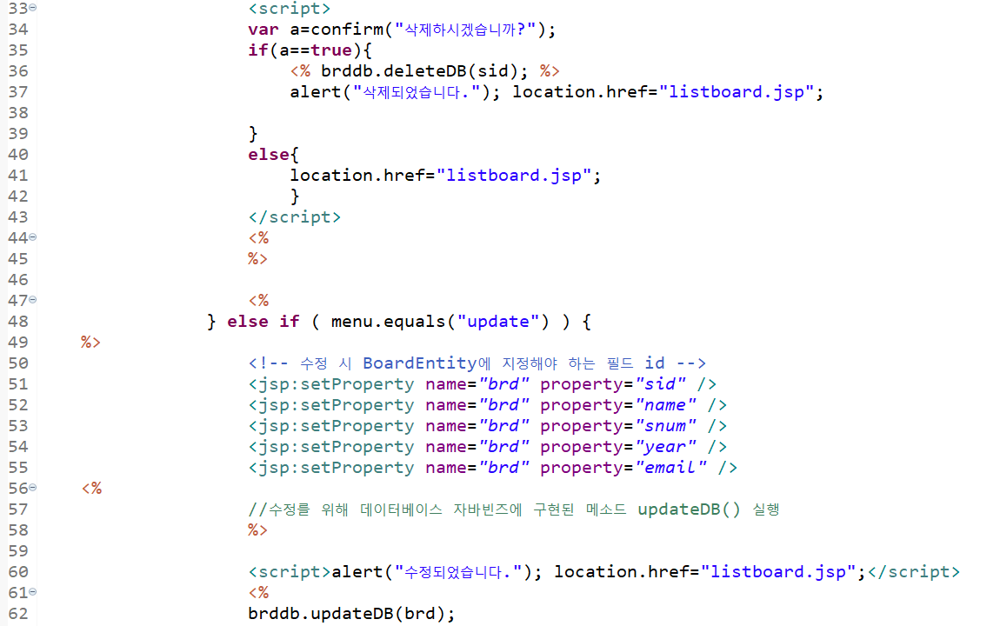 33 <script>
34 var a=confirm("삭제하시겠습니까?");
35 if(a==true){
36 <% brddb.deleteDB(sid); %>
37 alert("삭제되었습니다."); location.href="listboard.jsp";
38
39 }
40 else{
41 location.href="listboard.jsp";
42 }
43 </script>
44 <%
45 %>
46
47 <%
48 } else if ( menu.equals("update") ) {
49 %>
50 <!-- 수정 시 BoardEntity에 지정해야 하는 필드 id -->
51 <jsp:setProperty name="brd" property="sid" />
52 <jsp:setProperty name="brd" property="name" />
53 <jsp:setProperty name="brd" property="snum" />
54 <jsp:setProperty name="brd" property="year" />
55 <jsp:setProperty name="brd" property="email" />
56 <%
57 //수정를 위해 데이터베이스 자바빈즈에 구현된 메소드 updateDB() 실행
58 %>
59
60 <script>alert("수정되었습니다."); location.href="listboard.jsp";</script>
61 <%
62 brddb.updateDB(brd);